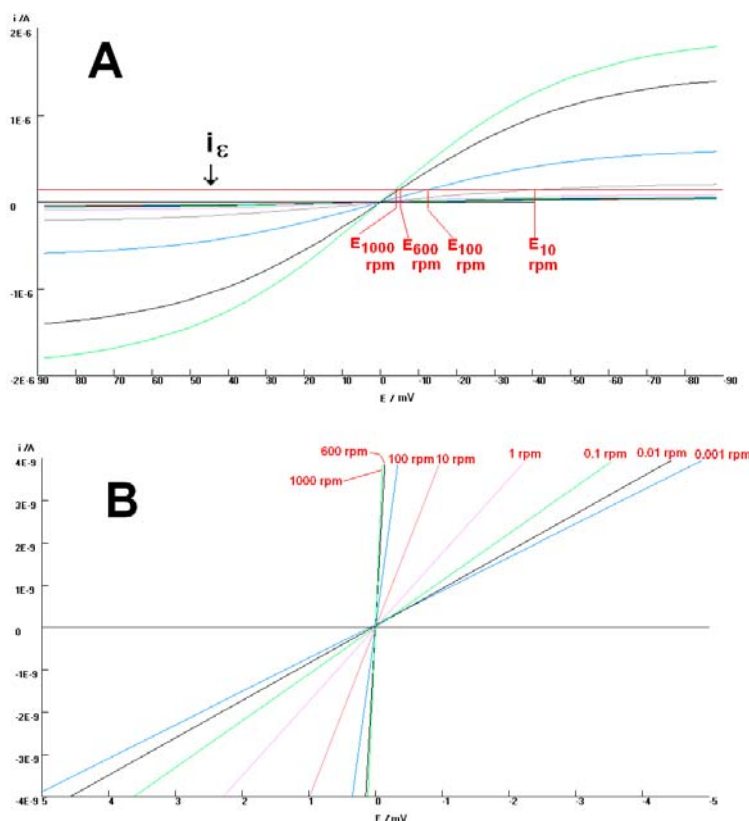 i /A
2E-6
A
1E-6
iε
↓
0
E1000 rpm
E600 rpm
E100 rpm
E10 rpm
-1E-6
-2E-6
90 80 70 60 50 40 30 20 10 0 -10 -20 -30 -40 -50 -60 -70 -80 -90
E / mV
i /A
600 rpm
100 rpm 10 rpm 1 rpm 0.1 rpm 0.01 rpm 0.001 rpm
4E-9
1000 rpm
B
3E-9
2E-9
1E-9
0
-1E-9
-2E-9
-3E-9
-4E-9
5 4 3 2 1 0 -1 -2 -3 -4 -5
E / mV